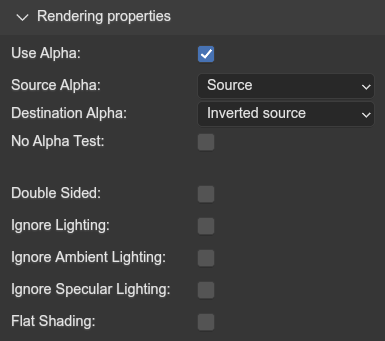 Rendering properties
Use Alpha:
Source Alpha: Source
Destination Alpha: Inverted source
No Alpha Test:
Double Sided:
Ignore Lighting:
Ignore Ambient Lighting:
Ignore Specular Lighting:
Flat Shading: